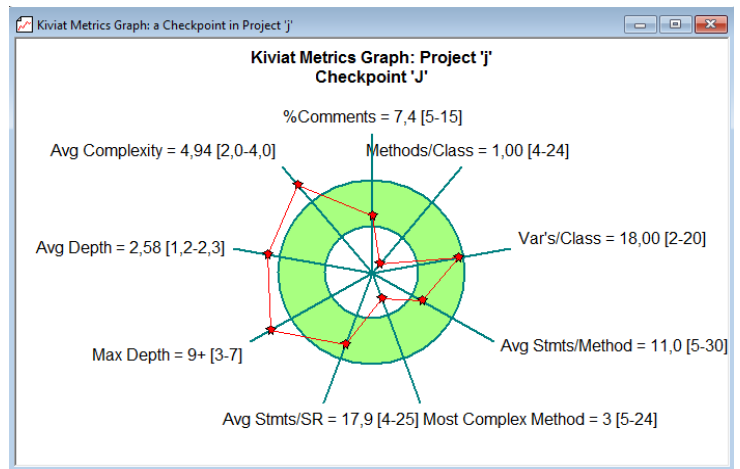 Kiviat Metrics Graph: a Checkpoint in Project 'j'
Kiviat Metrics Graph: Project 'j'
Checkpoint 'J'
%Comments = 7,4 [5-15]
Avg Complexity = 4,94 [2,0-4,0]
Methods/Class = 1,00 [4-24]
Avg Depth = 2,58 [1,2-2,3]
Var's/Class = 18,00 [2-20]
Max Depth = 9+ [3-7]
Avg Stmts/Method = 11,0 [5-30]
Avg Stmts/SR = 17,9 [4-25]
Most Complex Method = 3 [5-24]